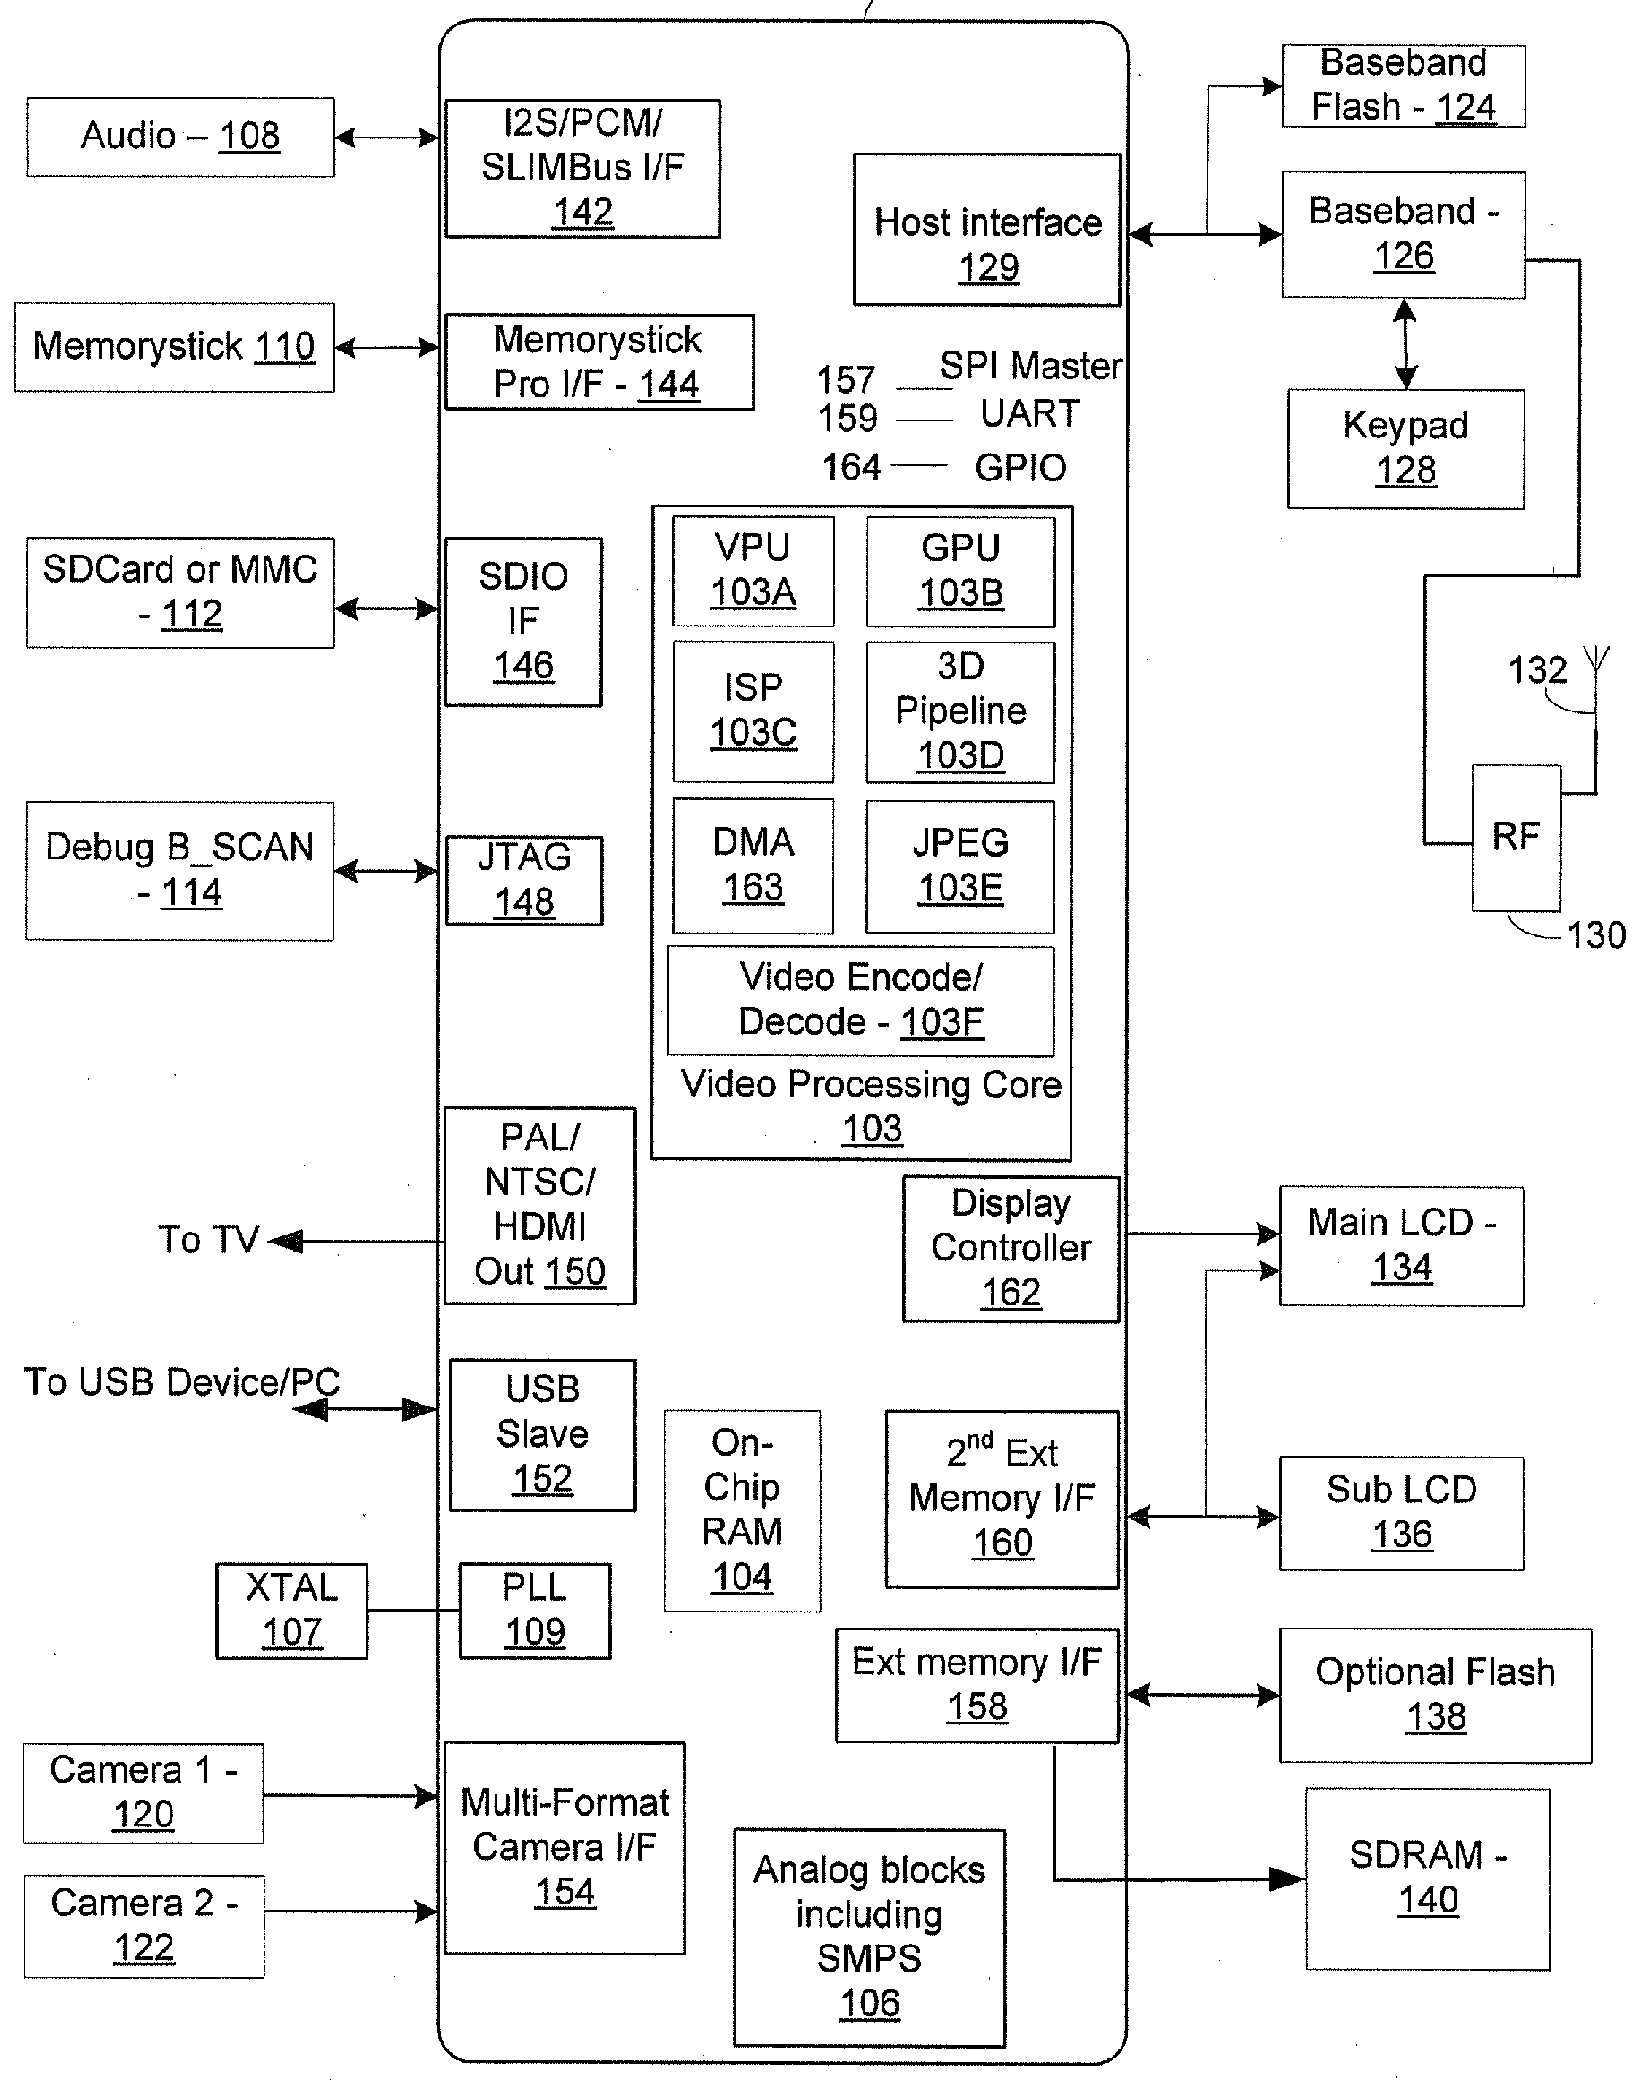 Audio – 108
I2S/PCM/
SLIMBus I/F
142
Baseband
Flash - 124
Host interface
129
Baseband -
126
Memorystick 110
Memorystick
Pro I/F - 144
157
SPI Master
159
UART
164
GPIO
Keypad
128
SDCard or MMC
- 112
SDIO
IF
146
VPU
103A
GPU
103B
ISP
103C
3D
Pipeline
103D
132
RF
130
Debug B_SCAN
- 114
JTAG
148
DMA
163
JPEG
103E
Video Encode/
Decode - 103F
Video Processing Core
103
To TV
PAL/
NTSC/
HDMI
Out 150
Display
Controller
162
Main LCD -
134
To USB Device/PC
USB
Slave
152
On-
Chip
RAM
104
2nd Ext
Memory I/F
160
Sub LCD
136
XTAL
107
PLL
109
Ext memory I/F
158
Optional Flash
138
Camera 1 -
120
Camera 2 -
122
Multi-Format
Camera I/F
154
Analog blocks
including
SMPS
106
SDRAM -
140